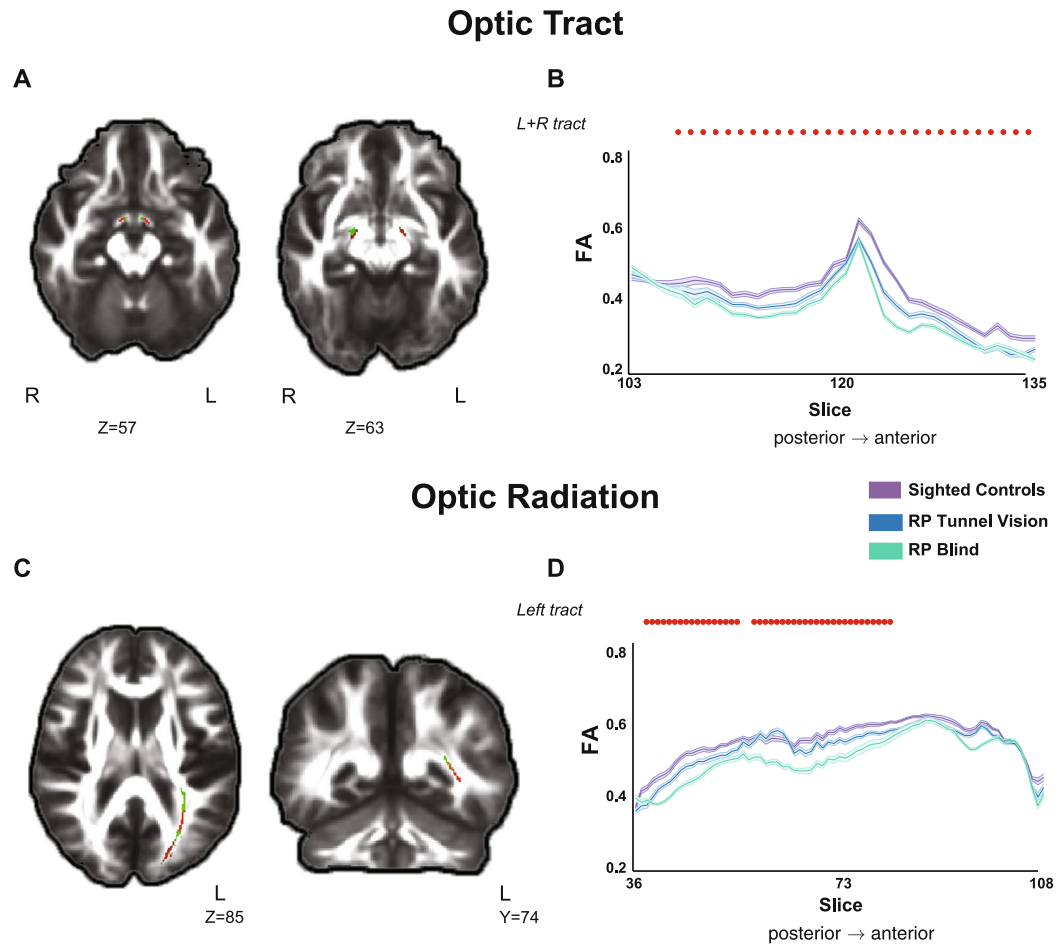 Optic Tract
A
B
L+R tract
0.8
0.6
0.4
0.2
FA
103
120
135
Slice
posterior → anterior
R
L
R
L
Z=57
Z=63
Optic Radiation
Sighted Controls
RP Tunnel Vision
RP Blind
C
D
Left tract
0.8
0.6
0.4
0.2
FA
36
73
108
Slice
posterior → anterior
L
Z=85
L
Y=74